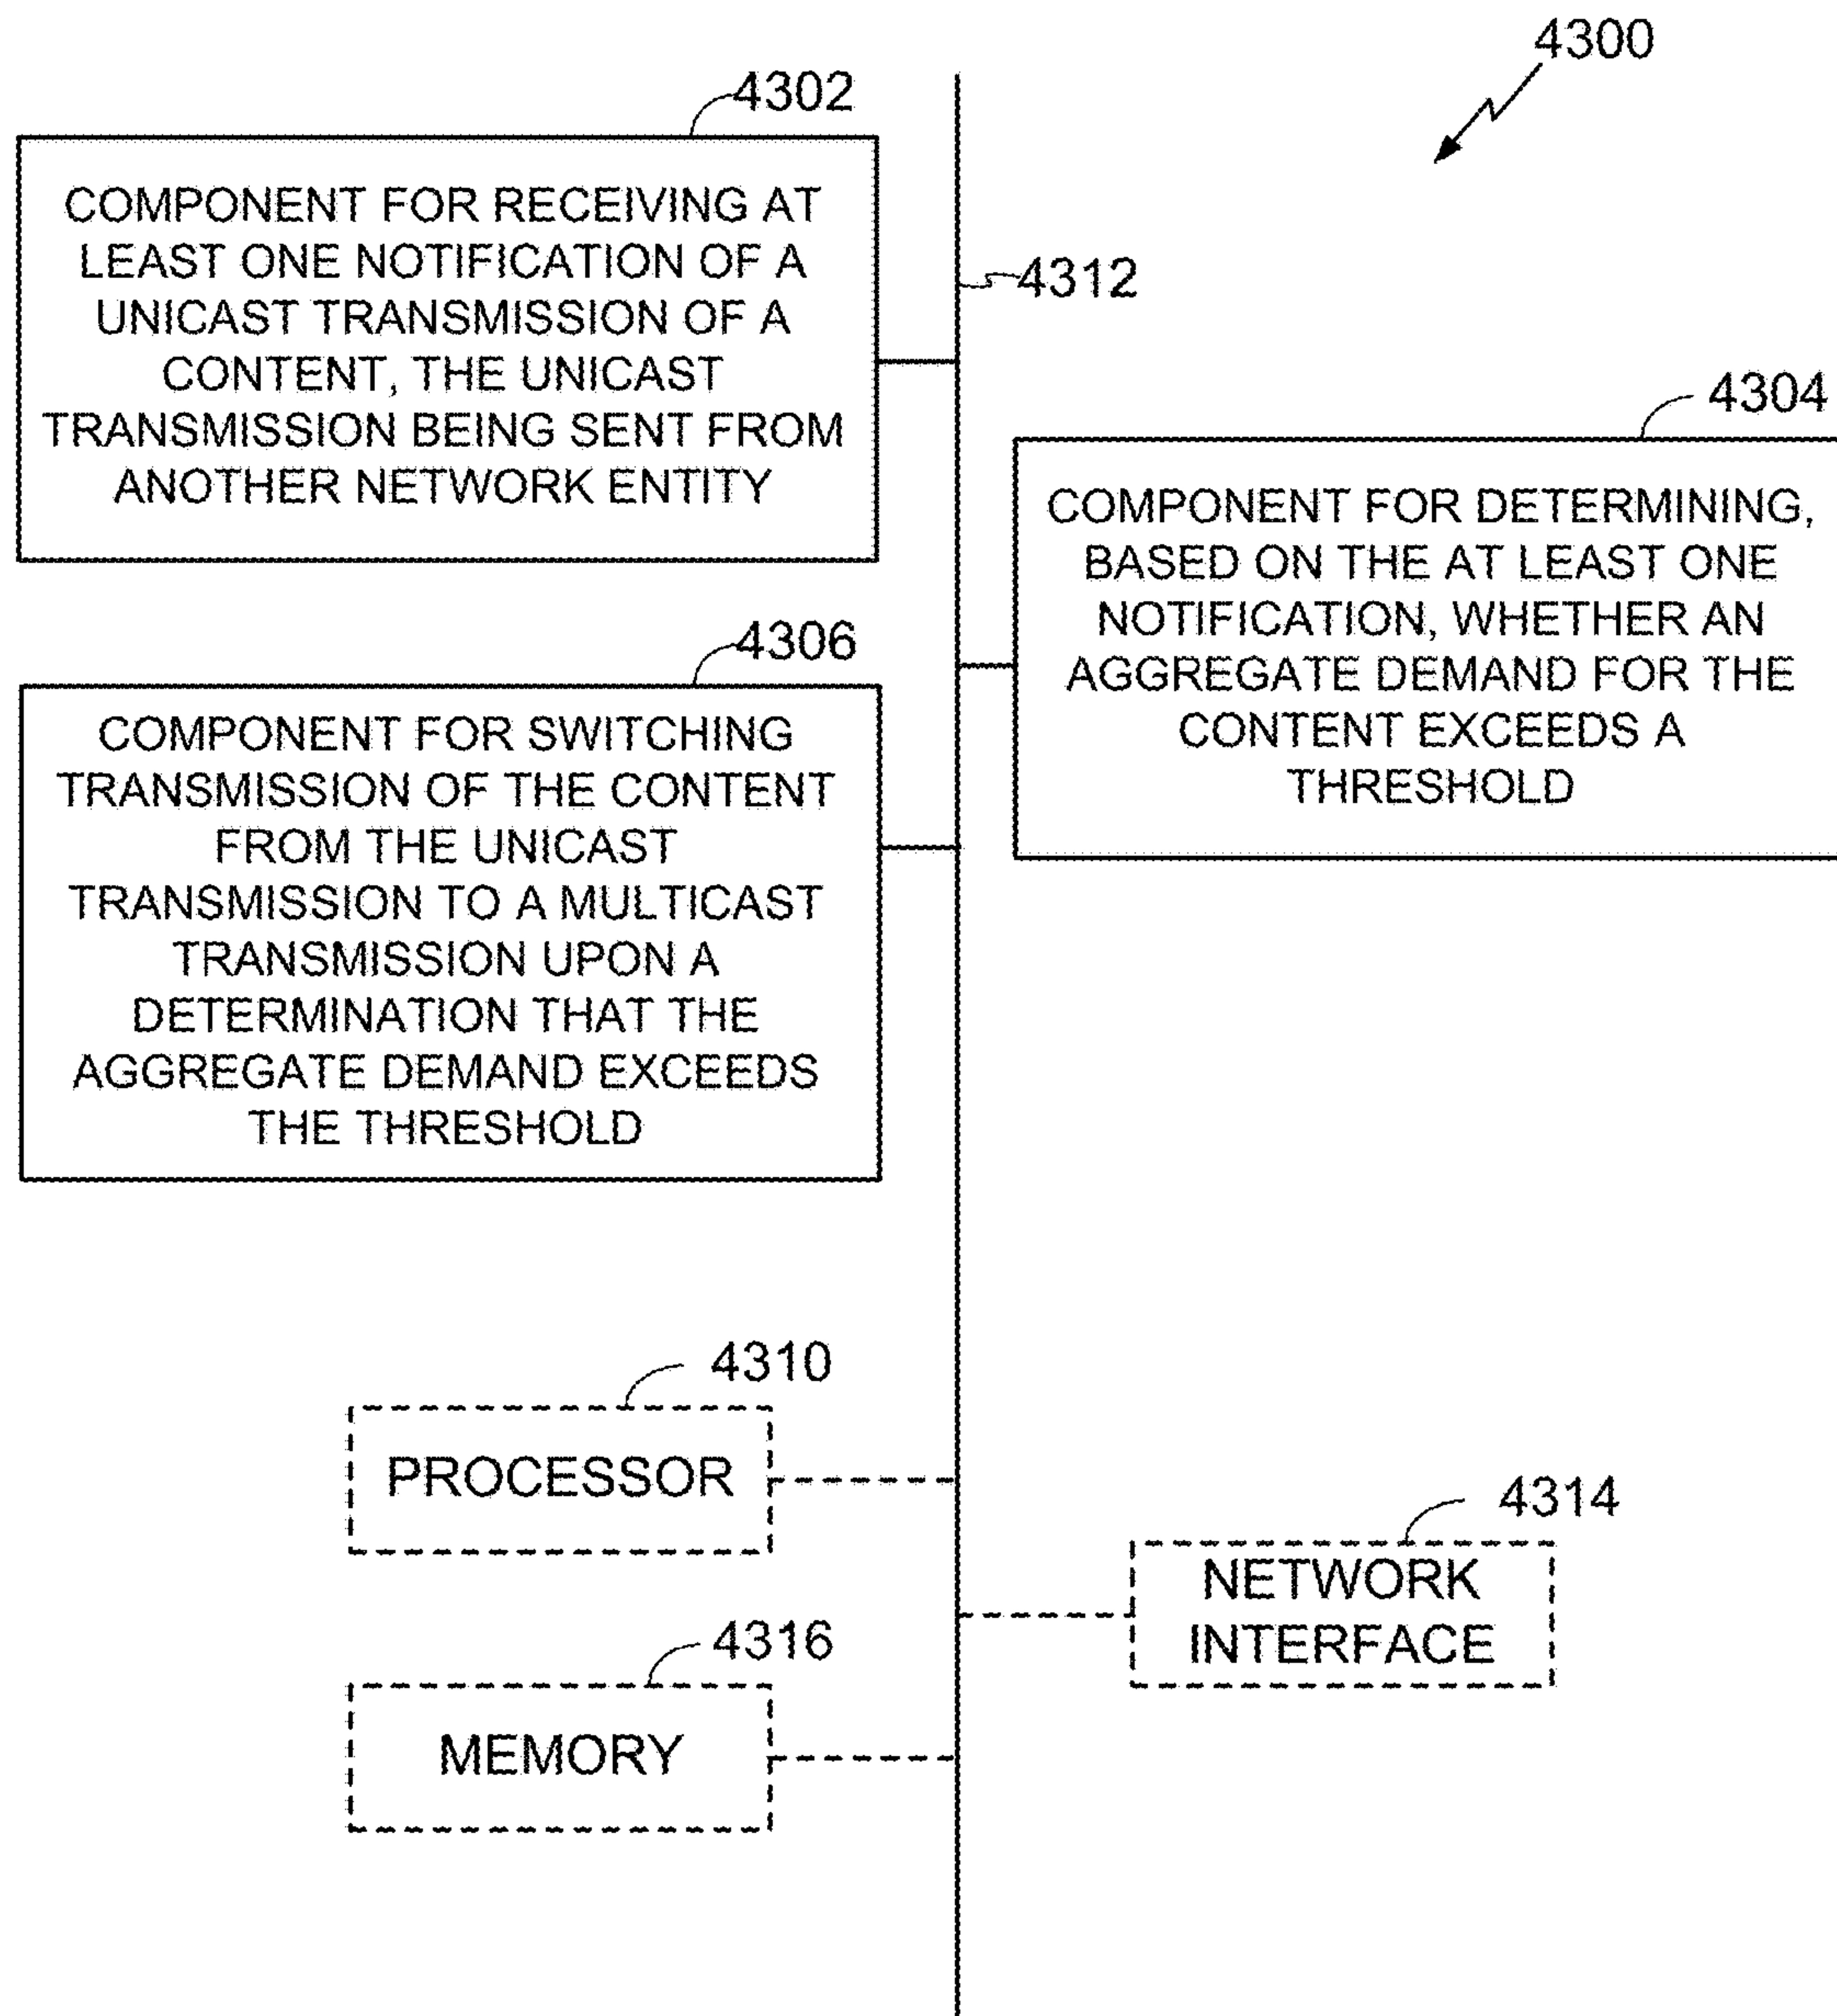 4300
4302
COMPONENT FOR RECEIVING AT
LEAST ONE NOTIFICATION OF A
UNICAST TRANSMISSION OF A
CONTENT, THE UNICAST
TRANSMISSION BEING SENT FROM
ANOTHER NETWORK ENTITY
4312
4304
COMPONENT FOR DETERMINING,
BASED ON THE AT LEAST ONE
NOTIFICATION, WHETHER AN
AGGREGATE DEMAND FOR THE
CONTENT EXCEEDS A
THRESHOLD
4306
COMPONENT FOR SWITCHING
TRANSMISSION OF THE CONTENT
FROM THE UNICAST
TRANSMISSION TO A MULTICAST
TRANSMISSION UPON A
DETERMINATION THAT THE
AGGREGATE DEMAND EXCEEDS
THE THRESHOLD
4310
PROCESSOR
4314
NETWORK
INTERFACE
4316
MEMORY